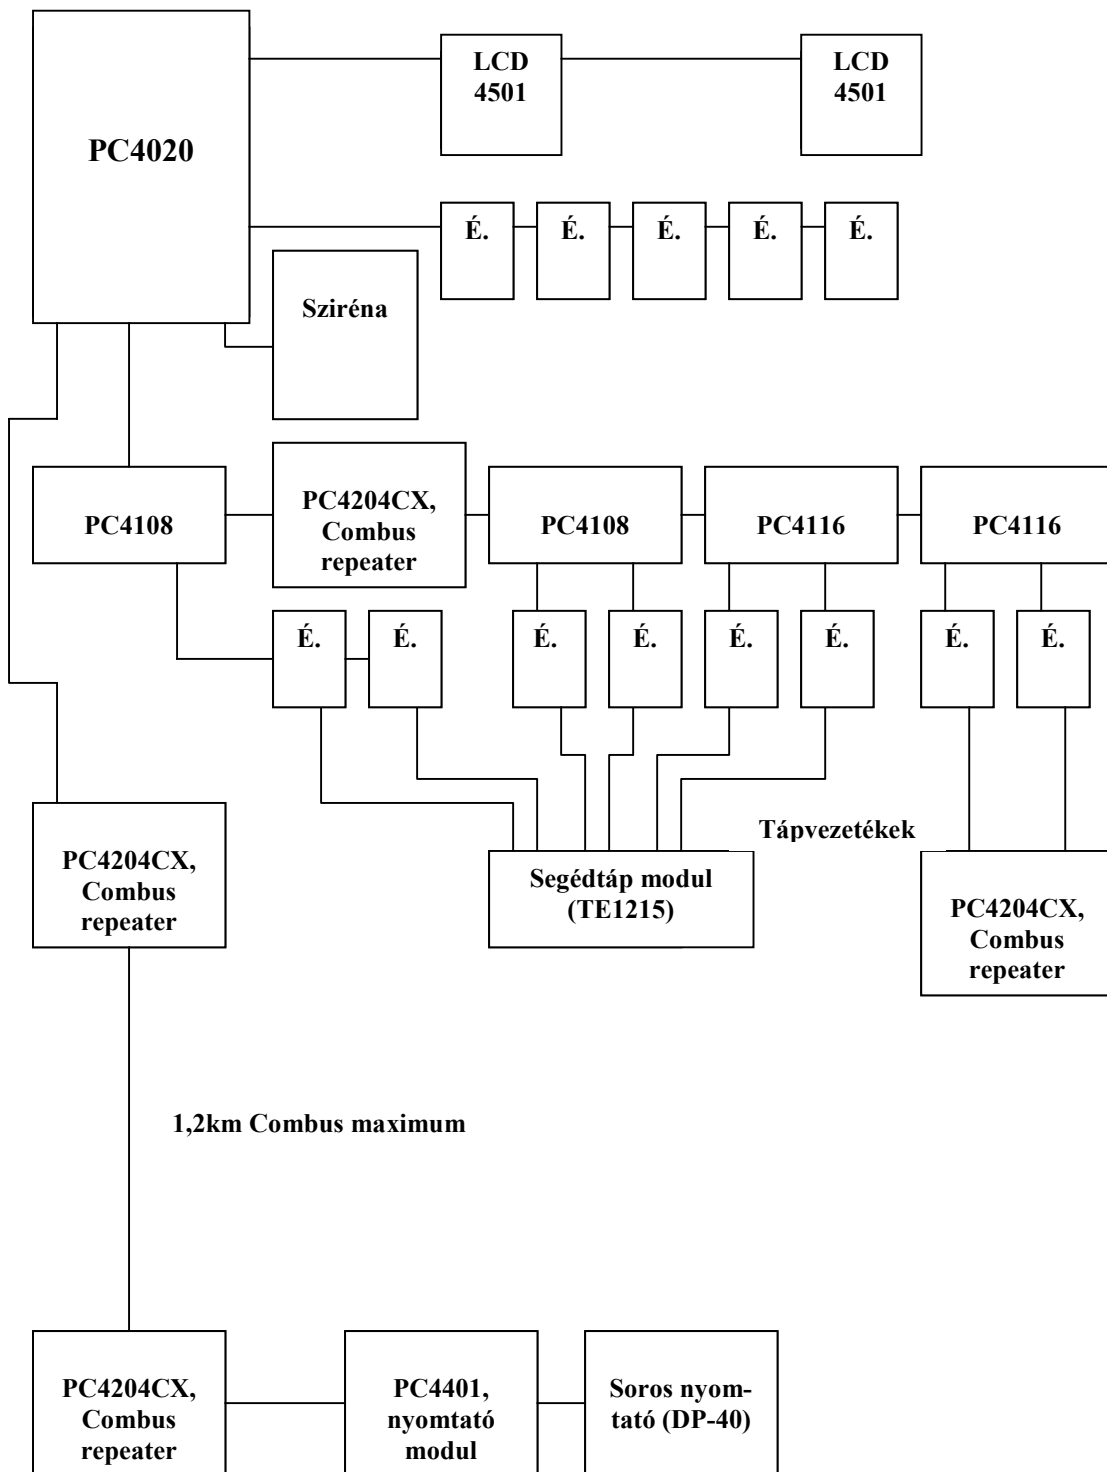 LCD
4501
LCD
4501
PC4020
É.
É.
É.
É.
É.
Sziréna
PC4108
PC4204CX,
Combus
repeater
PC4108
PC4116
PC4116
É.
É.
É.
É.
É.
É.
É.
É.
Tápvezetékek
PC4204CX,
Combus
repeater
Segédtáp modul
(TE1215)
PC4204CX,
Combus
repeater
1,2km Combus maximum
PC4204CX,
Combus
repeater
PC4401,
nyomtató
modul
Soros nyom-
tató (DP-40)